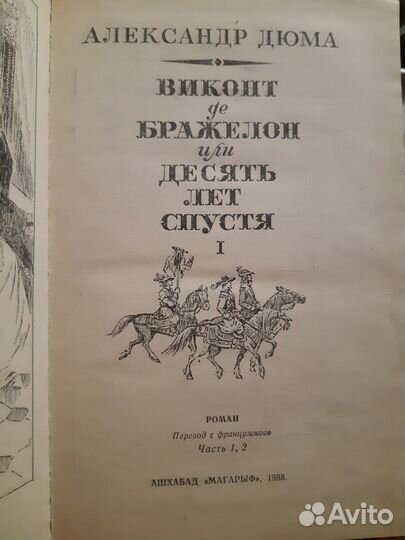 АЛЕКСАНДР ДЮМА
ВИКОНТ
де
БРАЖЕЛОН
или
ДЕСЯТЬ
ЛЕТ
СПУСТЯ
I
РОМАН
Перевод с французского
Часть 1, 2
АШХАБАД «МАГАРЫФ», 1988.
Avito